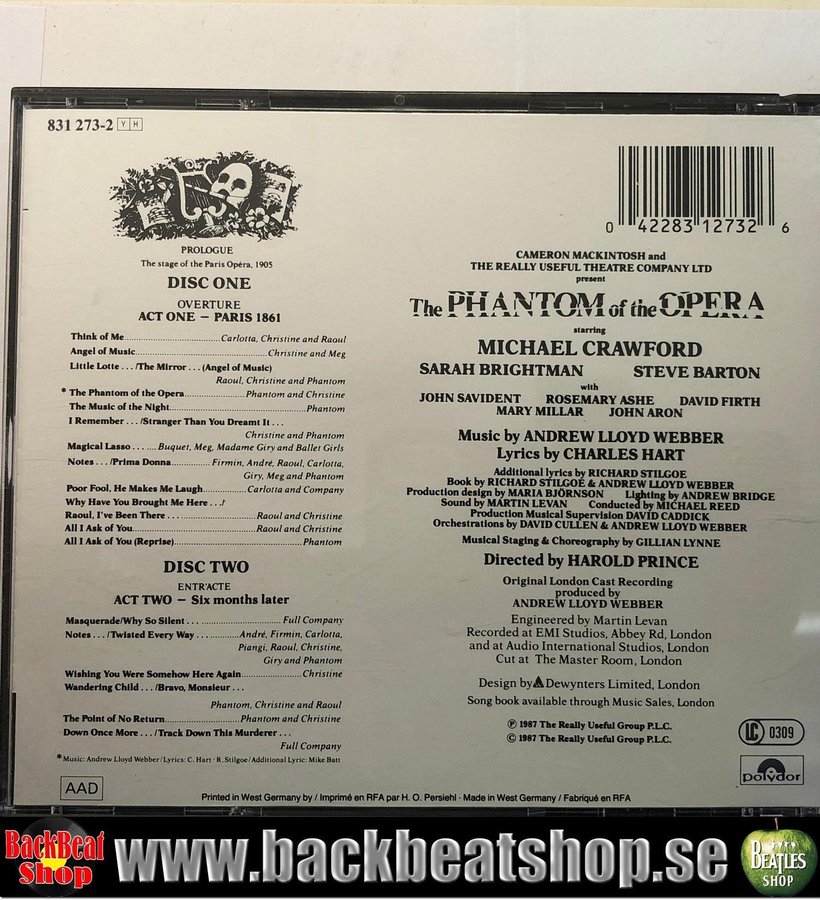 831 273-2 Y H
PROLOGUE
The stage of the Paris Opéra, 1905
DISC ONE
OVERTURE
ACT ONE – PARIS 1861
Think of Me..........Carlotta, Christine and Raoul
Angel of Music..........Christine and Meg
Little Lotte . . . /The Mirror . . . (Angel of Music)
Raoul, Christine and Phantom
* The Phantom of the Opera..........Phantom and Christine
The Music of the Night..........Phantom
I Remember . . . /Stranger Than You Dreamt It . . .
Christine and Phantom
Magical Lasso . . . ....Buquet, Meg, Madame Giry and Ballet Girls
Notes . . . /Prima Donna..........Firmin, André, Raoul, Carlotta,
Giry, Meg and Phantom
Poor Fool, He Makes Me Laugh..........Carlotta and Company
Why Have You Brought Me Here . . ./
Raoul, I've Been There . . . ..........Raoul and Christine
All I Ask of You..........Raoul and Christine
All I Ask of You (Reprise)..........Phantom
DISC TWO
ENTR'ACTE
ACT TWO – Six months later
Masquerade/Why So Silent . . . ..........Full Company
Notes . . . /Twisted Every Way . . . ..........André, Firmin, Carlotta,
Piangi, Raoul, Christine,
Giry and Phantom
Wishing You Were Somehow Here Again..........Christine
Wandering Child . . . /Bravo, Monsieur . . .
Phantom, Christine and Raoul
The Point of No Return..........Phantom and Christine
Down Once More . . . /Track Down This Murderer . . .
Full Company
*Music: Andrew Lloyd Webber/Lyrics: C. Hart · R. Stilgoe/Additional Lyric: Mike Batt
AAD
0 42283 12732 6
CAMERON MACKINTOSH and
THE REALLY USEFUL THEATRE COMPANY LTD
present
The PHANTOM of the OPERA
starring
MICHAEL CRAWFORD
SARAH BRIGHTMAN STEVE BARTON
with
JOHN SAVIDENT ROSEMARY ASHE DAVID FIRTH
MARY MILLAR JOHN ARON
Music by ANDREW LLOYD WEBBER
Lyrics by CHARLES HART
Additional lyrics by RICHARD STILGOE
Book by RICHARD STILGOE & ANDREW LLOYD WEBBER
Production design by MARIA BJÖRNSON Lighting by ANDREW BRIDGE
Sound by MARTIN LEVAN Conducted by MICHAEL REED
Production Musical Supervision DAVID CADDICK
Orchestrations by DAVID CULLEN & ANDREW LLOYD WEBBER
Musical Staging & Choreography by GILLIAN LYNNE
Directed by HAROLD PRINCE
Original London Cast Recording
produced by
ANDREW LLOYD WEBBER
Engineered by Martin Levan
Recorded at EMI Studios, Abbey Rd, London
and at Audio International Studios, London
Cut at The Master Room, London
Design by Dewynters Limited, London
Song book available through Music Sales, London
℗ 1987 The Really Useful Group P.L.C.
© 1987 The Really Useful Group P.L.C.
LC 0309
polydor
Printed in West Germany by / Imprimé en RFA par H. O. Persiehl · Made in West Germany / Fabriqué en RFA
BackBeat
Shop
www.backbeatshop.se
BEATLES
SHOP